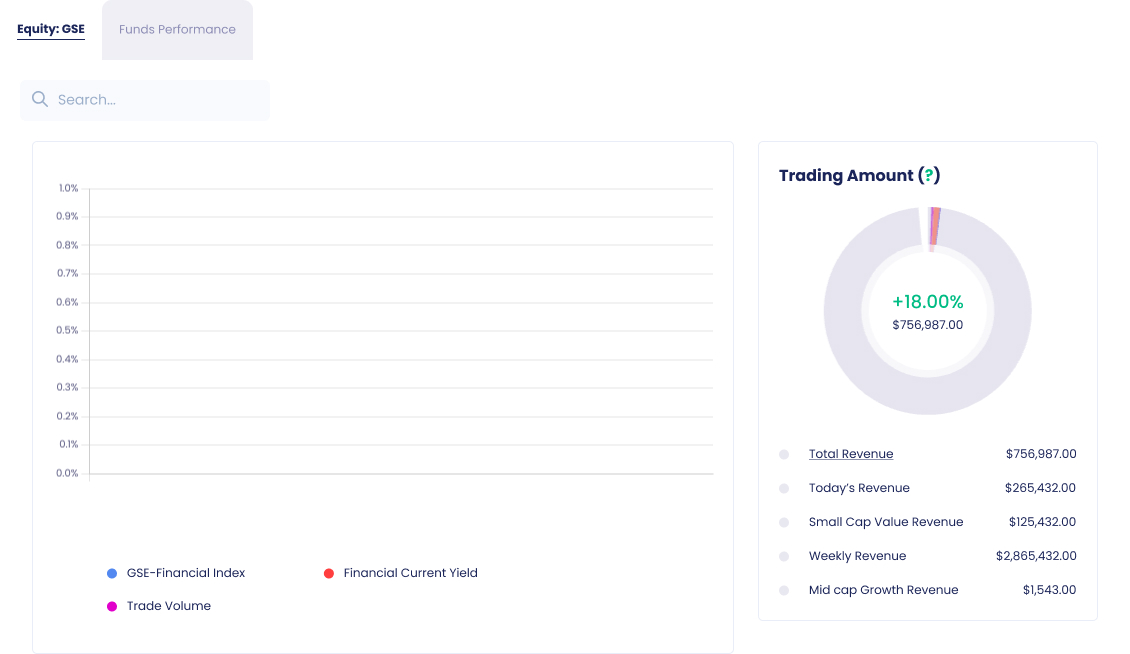 Equity: GSE
Funds Performance
Search...
1.0%
0.9%
0.8%
0.7%
0.6%
0.5%
0.4%
0.3%
0.2%
0.1%
0.0%
GSE-Financial Index
Financial Current Yield
Trade Volume
Trading Amount (?)
+18.00%
$756,987.00
Total Revenue $756,987.00
Today’s Revenue $265,432.00
Small Cap Value Revenue $125,432.00
Weekly Revenue $2,865,432.00
Mid cap Growth Revenue $1,543.00